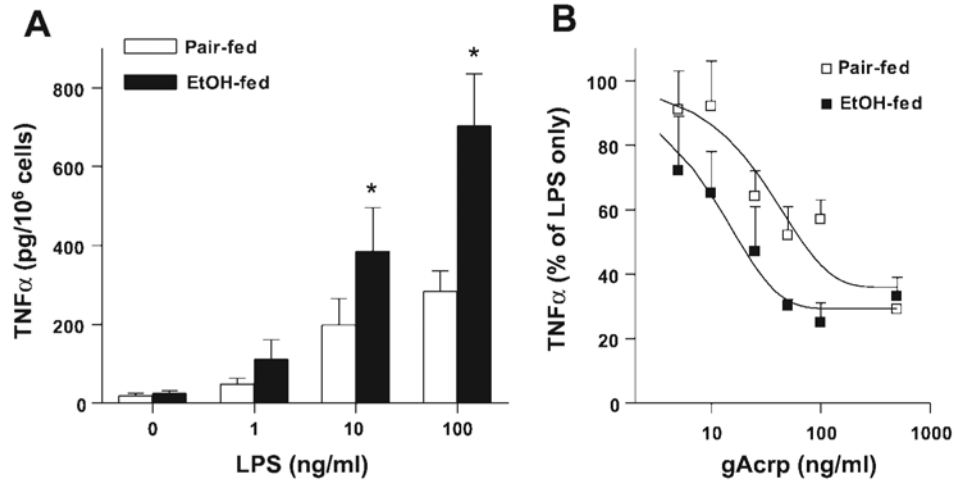 A
Pair-fed
EtOH-fed
*
*
800
600
400
200
0
TNFα (pg/10⁶ cells)
0 1 10 100
LPS (ng/ml)
B
Pair-fed
EtOH-fed
100
80
60
40
20
0
TNFα (% of LPS only)
10 100 1000
gAcrp (ng/ml)